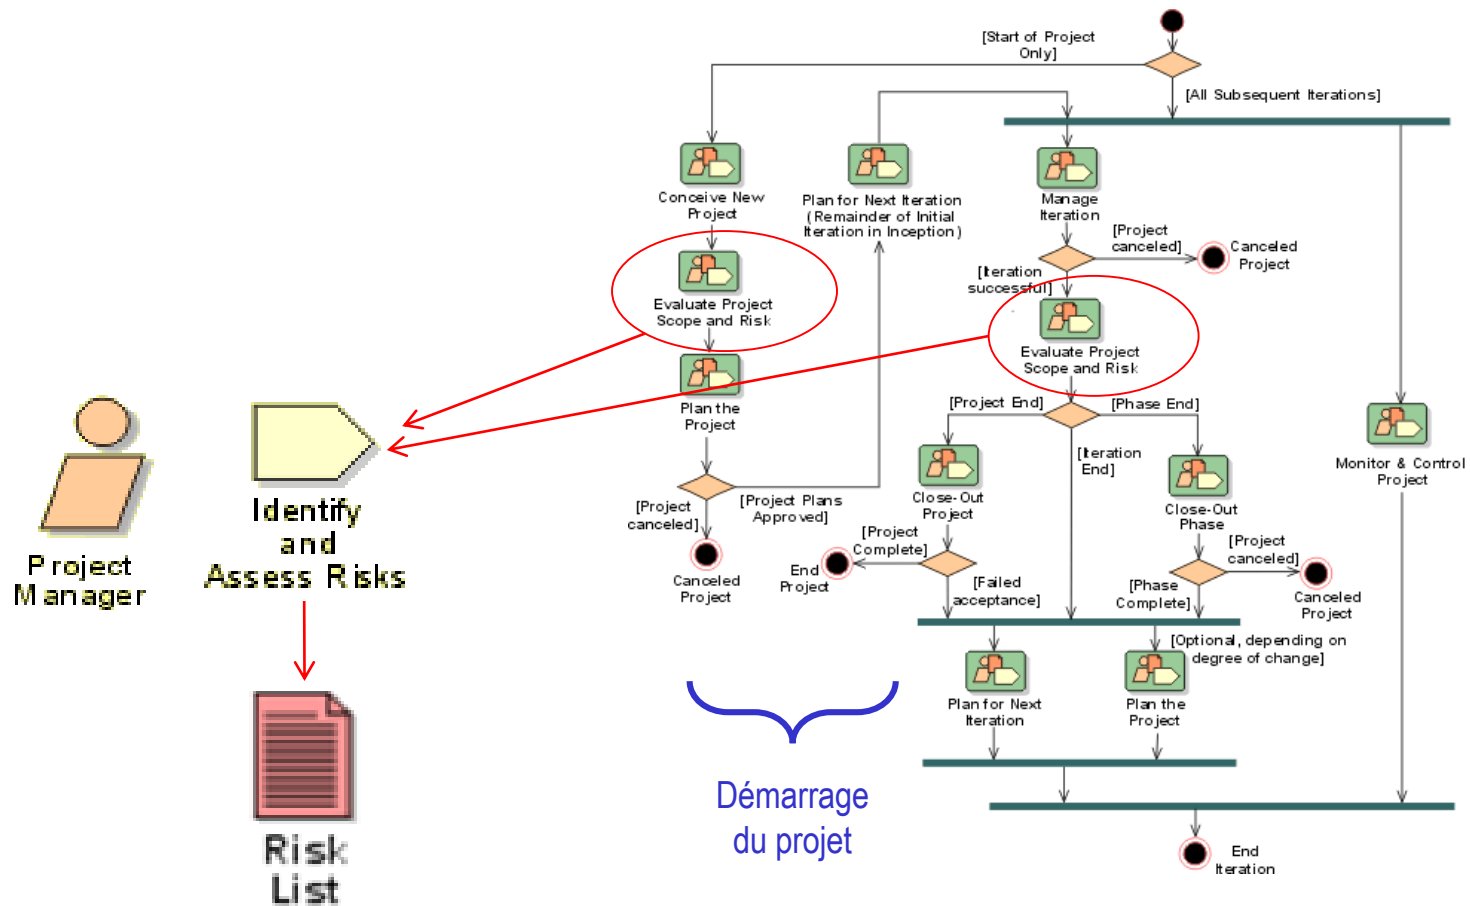 [Start of Project
Only]
[All Subsequent Iterations]
Conceive New
Project
Plan for Next Iteration
(Remainder of Initial
Iteration in Inception)
Manage
Iteration
[Project
canceled]
Canceled
Project
[Iteration
successful]
Evaluate Project
Scope and Risk
Evaluate Project
Scope and Risk
Plan the
Project
[Project End]
[Phase End]
[Iteration
End]
Monitor & Control
Project
[Project
canceled]
[Project Plans
Approved]
Close-Out
Project
Close-Out
Phase
[Project
Complete]
[Project
canceled]
Canceled
Project
End
Project
[Failed
acceptance]
[Phase
Complete]
Canceled
Project
[Optional, depending on
degree of change]
Plan for Next
Iteration
Plan the
Project
End
Iteration
Project
Manager
Identify
and
Assess Risks
Risk
List
Démarrage
du projet